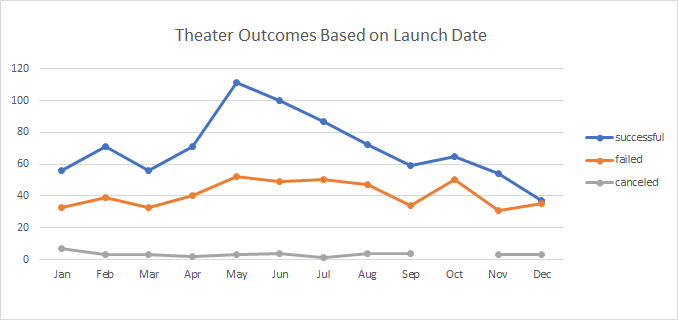 Theater Outcomes Based on Launch Date
120
100
80
60
40
20
0
Jan Feb Mar Apr May Jun Jul Aug Sep Oct Nov Dec
successful
failed
canceled